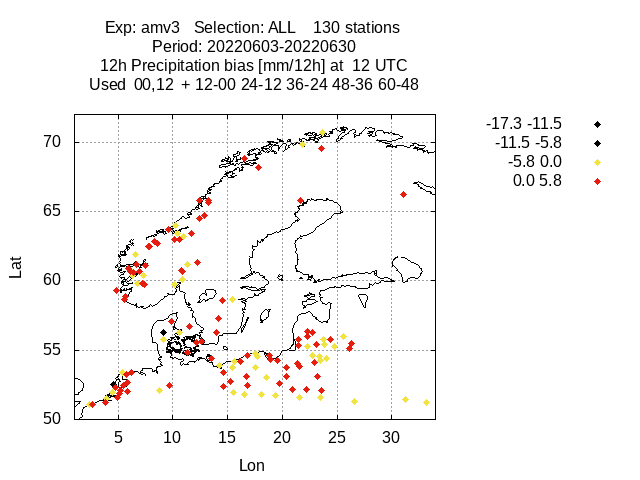 Exp: amv3 Selection: ALL 130 stations
Period: 20220603-20220630
12h Precipitation bias [mm/12h] at 12 UTC
Used 00,12 + 12-00 24-12 36-24 48-36 60-48
-17.3 -11.5
-11.5 -5.8
-5.8 0.0
0.0 5.8
70
65
60
55
50
Lat
5 10 15 20 25 30
Lon